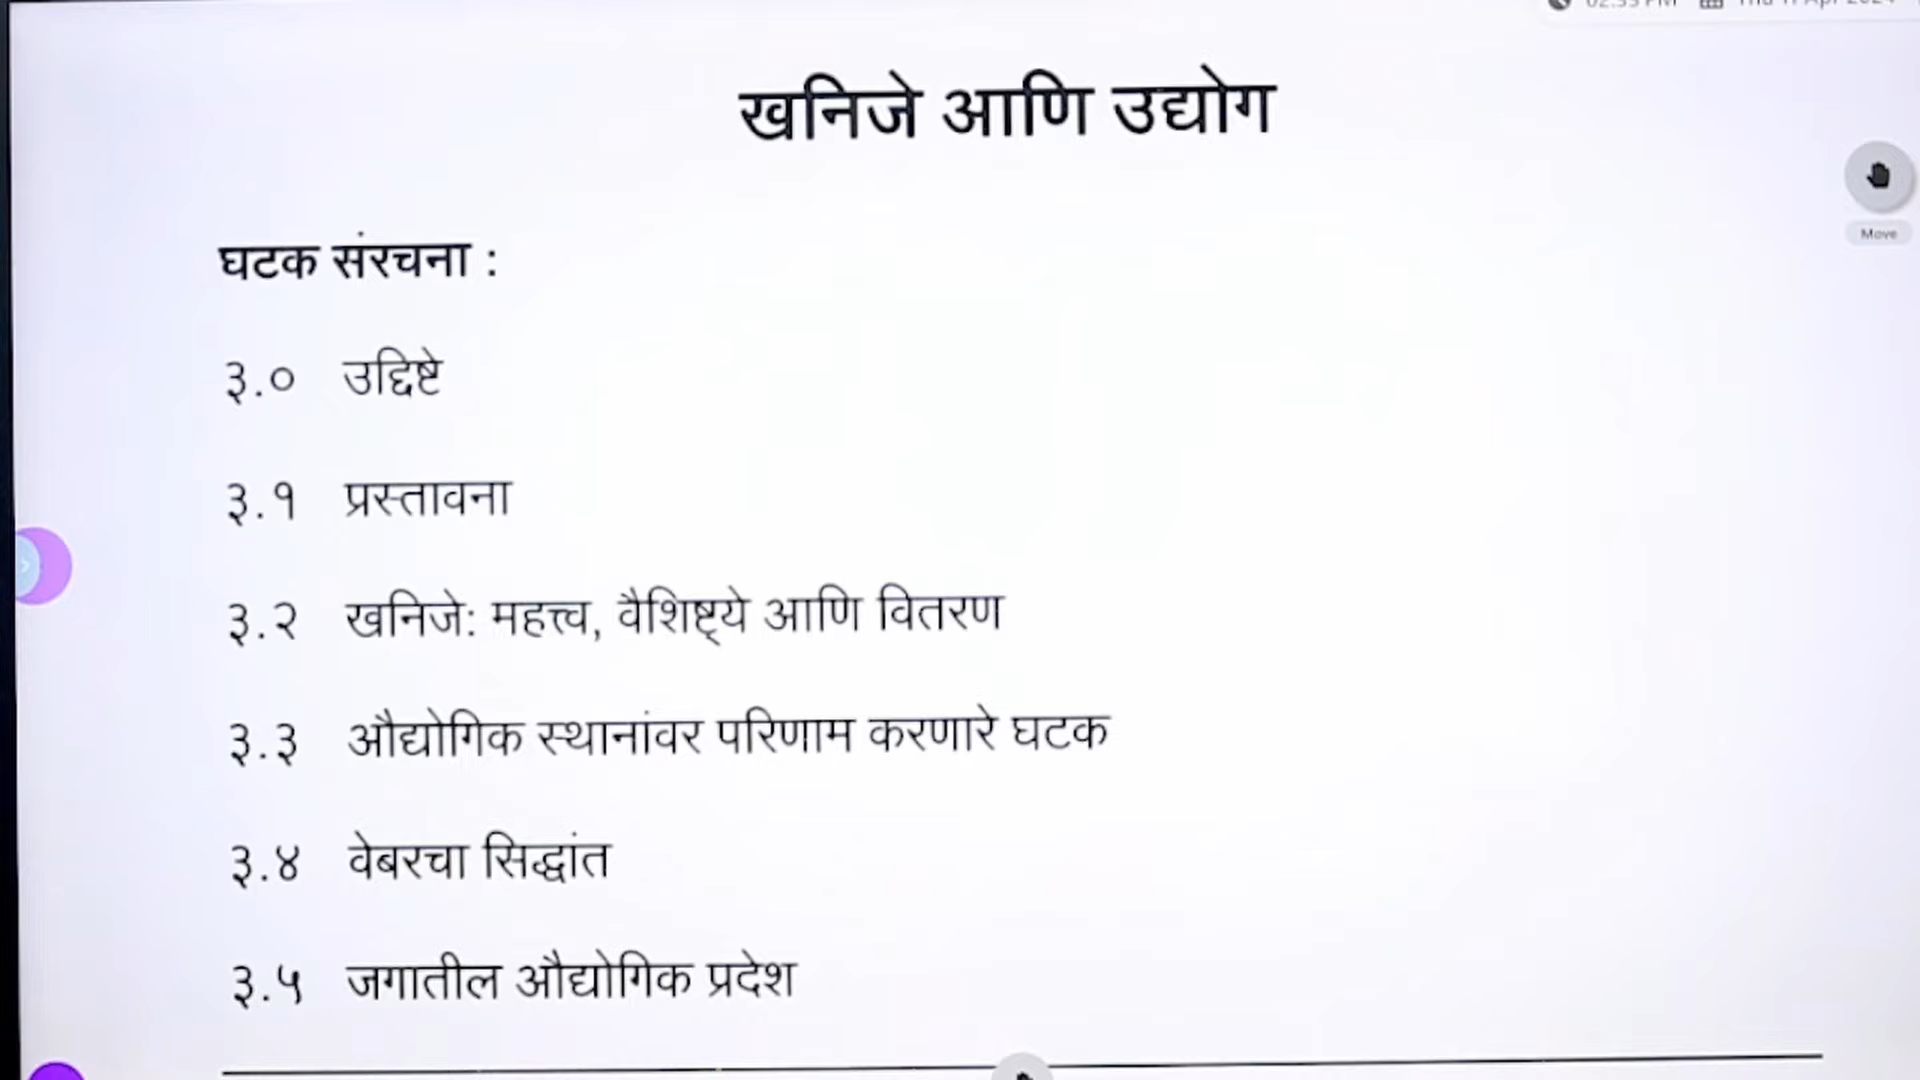 खनिजे आणि उद्योग
घटक संरचना :
३.० उद्दिष्टे
३.१ प्रस्तावना
Move
३.२ खनिजे: महत्त्व, वैशिष्ट्ये आणि वितरण
३.३ औद्योगिक स्थानांवर परिणाम करणारे घटक
३.४ वेबरचा सिद्धांत
३.५ जगातील औद्योगिक प्रदेश